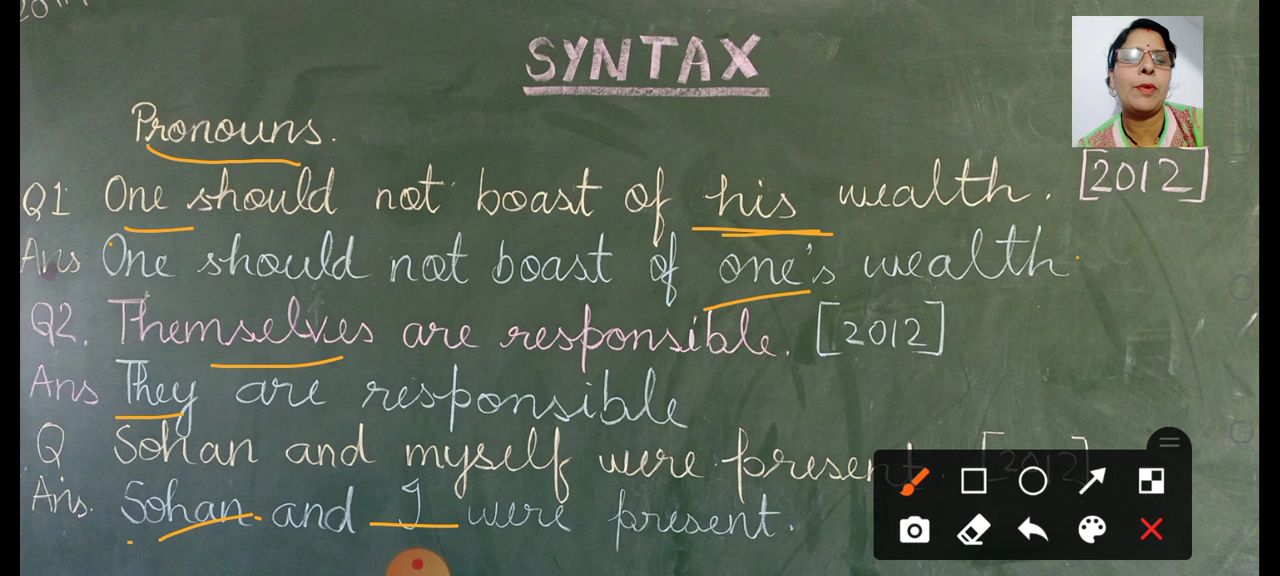 SYNTAX
Pronouns.
Q1 One should not boast of his wealth. [2012]
Ans One should not boast of one's wealth.
Q2. Themselves are responsible. [2012]
Ans They are responsible
Q Sohan and myself were present. [2012]
Ans. Sohan and I were present.